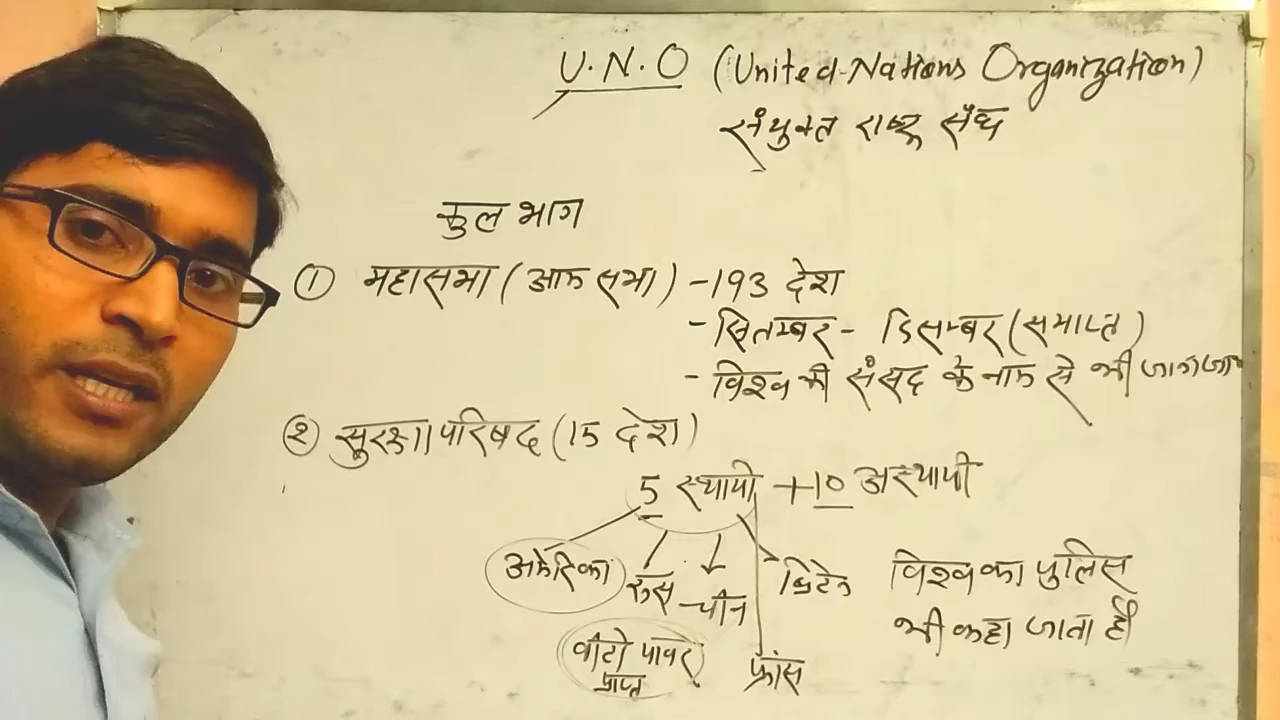 U.N.O (United Nations Organization)
संयुक्त राष्ट्र संघ
कुल भाग
① महासभा (आम सभा) - 193 देश
- सितम्बर - दिसम्बर (समाप्त)
- विश्व की संसद के नाम से भी
② सुरक्षा परिषद (15 देश)
5 स्थायी + 10 अस्थायी
अमेरिका रूस चीन ब्रिटेन फ्रांस
वीटो पावर
प्राप्त
विश्व का पुलिस
भी कहा जाता है